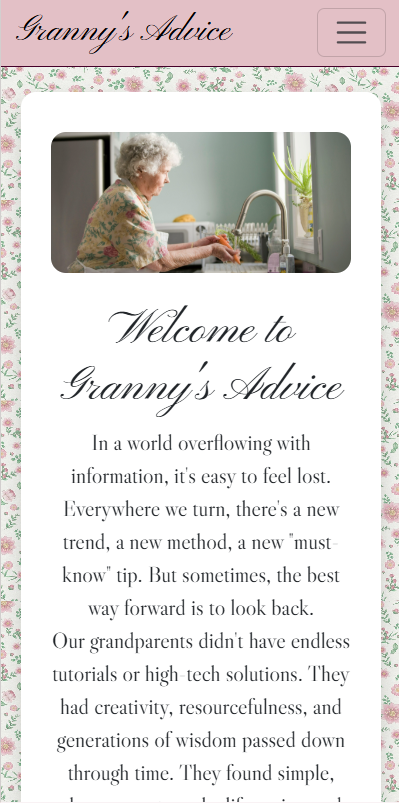 Granny's Advice
Welcome to
Granny's Advice
In a world overflowing with
information, it's easy to feel lost.
Everywhere we turn, there's a new
trend, a new method, a new "must-
know" tip. But sometimes, the best
way forward is to look back.
Our grandparents didn't have endless
tutorials or high-tech solutions. They
had creativity, resourcefulness, and
generations of wisdom passed down
through time. They found simple,